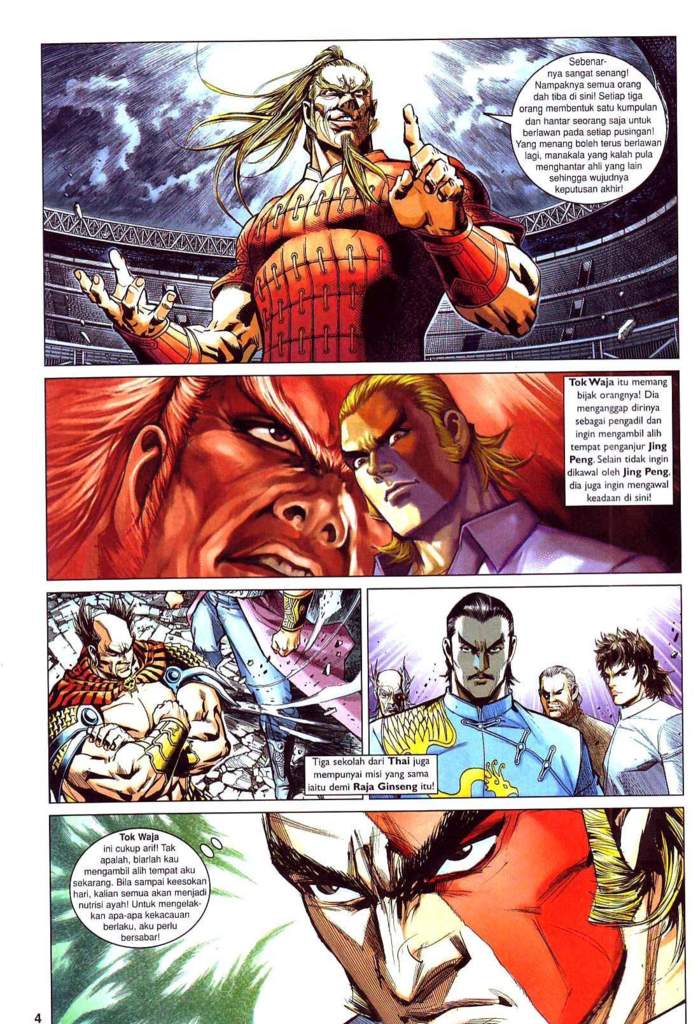 Sebenar-
nya sangat senang!
Nampaknya semua orang
dah tiba di sini! Setiap tiga
orang membentuk satu kumpulan
dan hantar seorang saja untuk
berlawan pada setiap pusingan!
Yang menang boleh terus berlawan
lagi, manakala yang kalah pula
menghantar ahli yang lain
sehingga wujudnya
keputusan akhir!
Tok Waja itu memang
bijak orangnya! Dia
menganggap dirinya
sebagai pengadil dan
ingin mengambil alih
tempat penganjur Jing
Peng. Selain tidak ingin
dikawal oleh Jing Peng,
dia juga ingin mengawal
keadaan di sini!
Tiga sekolah dari Thai juga
mempunyai misi yang sama
iaitu demi Raja Ginseng itu!
Tok Waja
ini cukup arif! Tak
apalah, biarlah kau
mengambil alih tempat aku
sekarang. Bila sampai keesokan
hari, kalian semua akan menjadi
nutrisi ayah! Untuk mengelak-
kan apa-apa kekacauan
berlaku, aku perlu
bersabar!
4